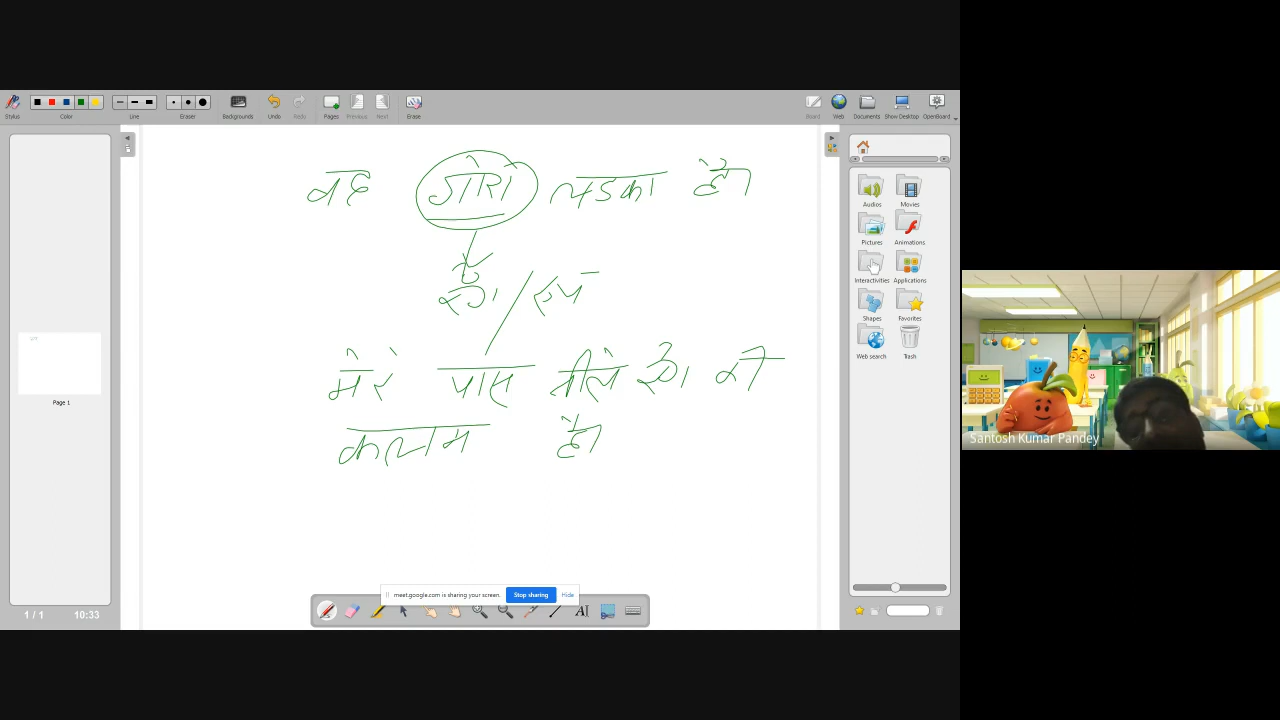 Stylus Color Line Eraser Backgrounds Undo Redo Pages Previous Next Erase Board Web Documents Show Desktop OpenBoard
वह गोरा लडका है।
रंग / रूप
मेरे पास नीले रंग की
कलाम है।
Page 1
1 / 1 10:33
Audios Movies
Pictures Animations
Interactivities Applications
Shapes Favorites
Web search Trash
meet.google.com is sharing your screen. Stop sharing Hide
Santosh Kumar Pandey